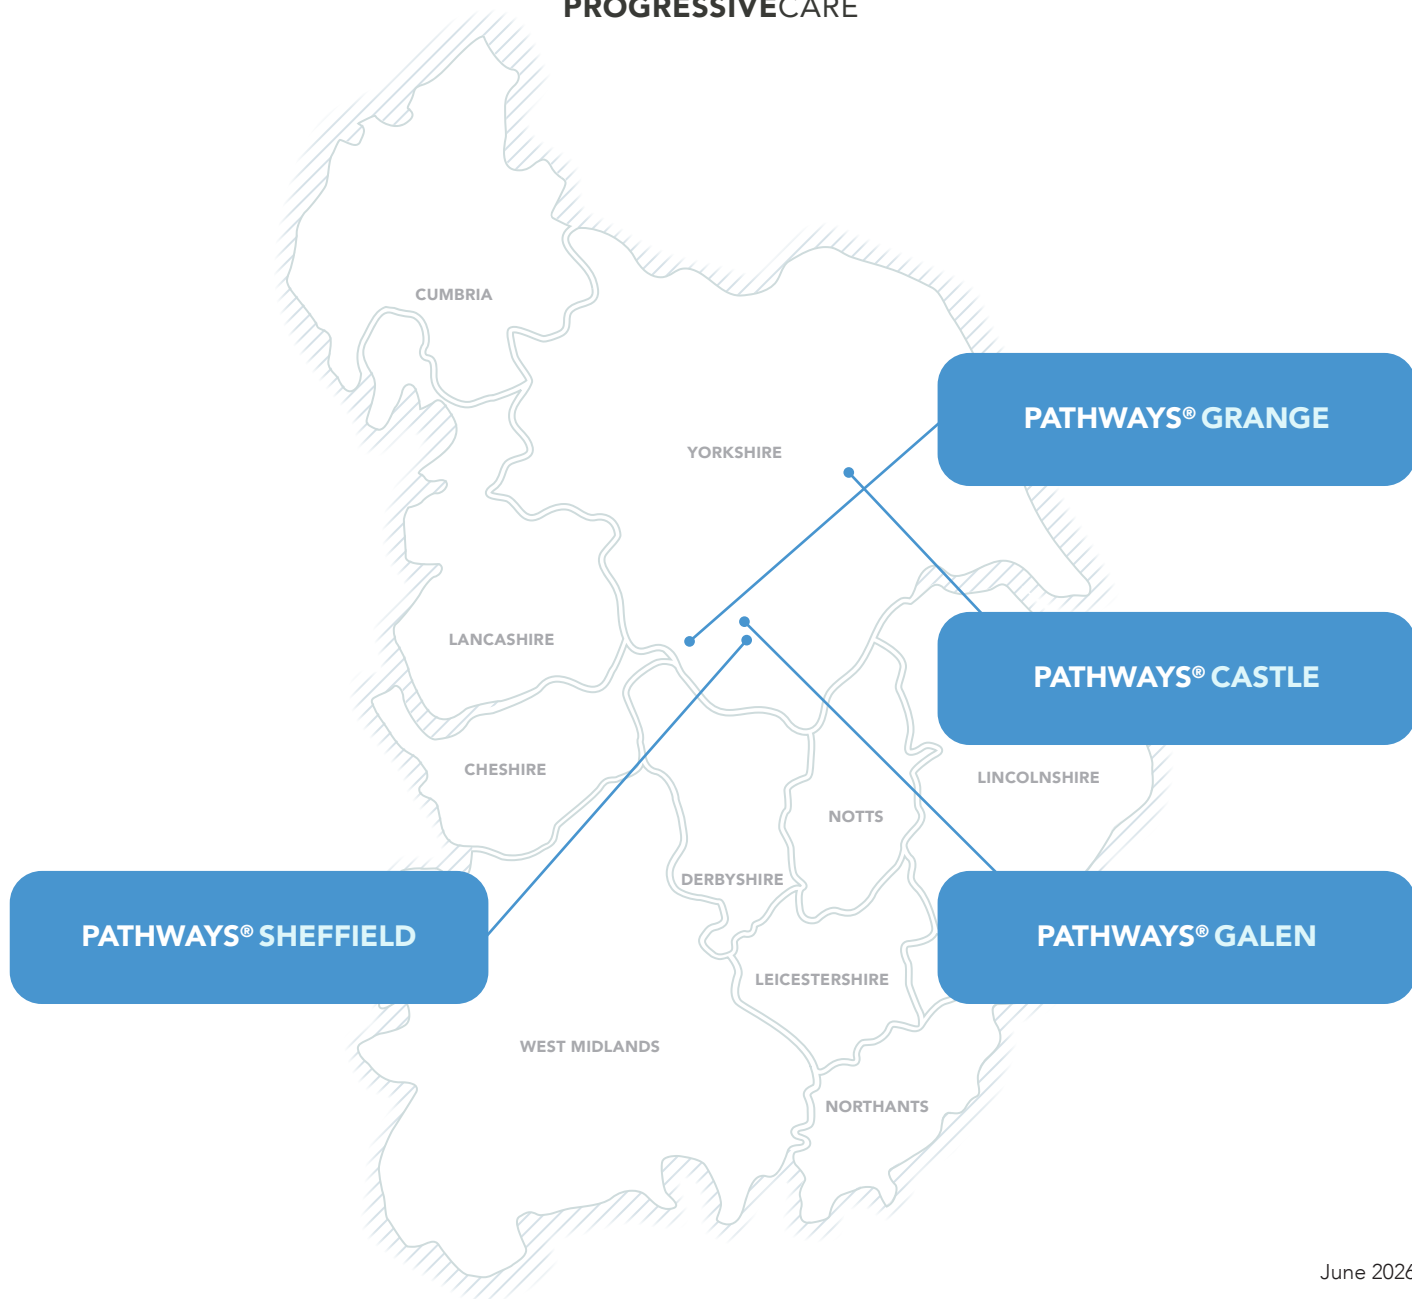 PROGRESSIVECARE
CUMBRIA
PATHWAYS® GRANGE
YORKSHIRE
LANCASHIRE
PATHWAYS® CASTLE
CHESHIRE
LINCOLNSHIRE
NOTTS
DERBYSHIRE
PATHWAYS® SHEFFIELD
PATHWAYS® GALEN
LEICESTERSHIRE
WEST MIDLANDS
NORTHANTS
June 2026